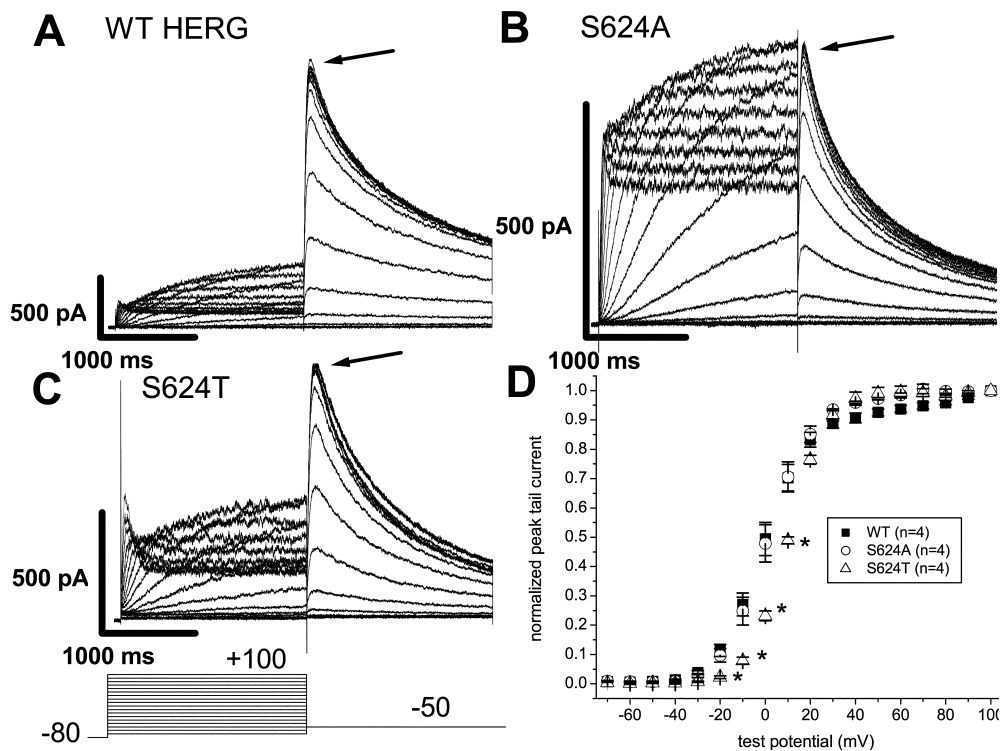 A WT HERG
500 pA
1000 ms
B S624A
500 pA
1000 ms
C S624T
500 pA
1000 ms
+100
-80
-50
D
normalized peak tail current
1.0
0.9
0.8
0.7
0.6
0.5
0.4
0.3
0.2
0.1
0.0
WT (n=4)
S624A (n=4)
S624T (n=4)
*
*
*
*
-60 -40 -20 0 20 40 60 80 100
test potential (mV)